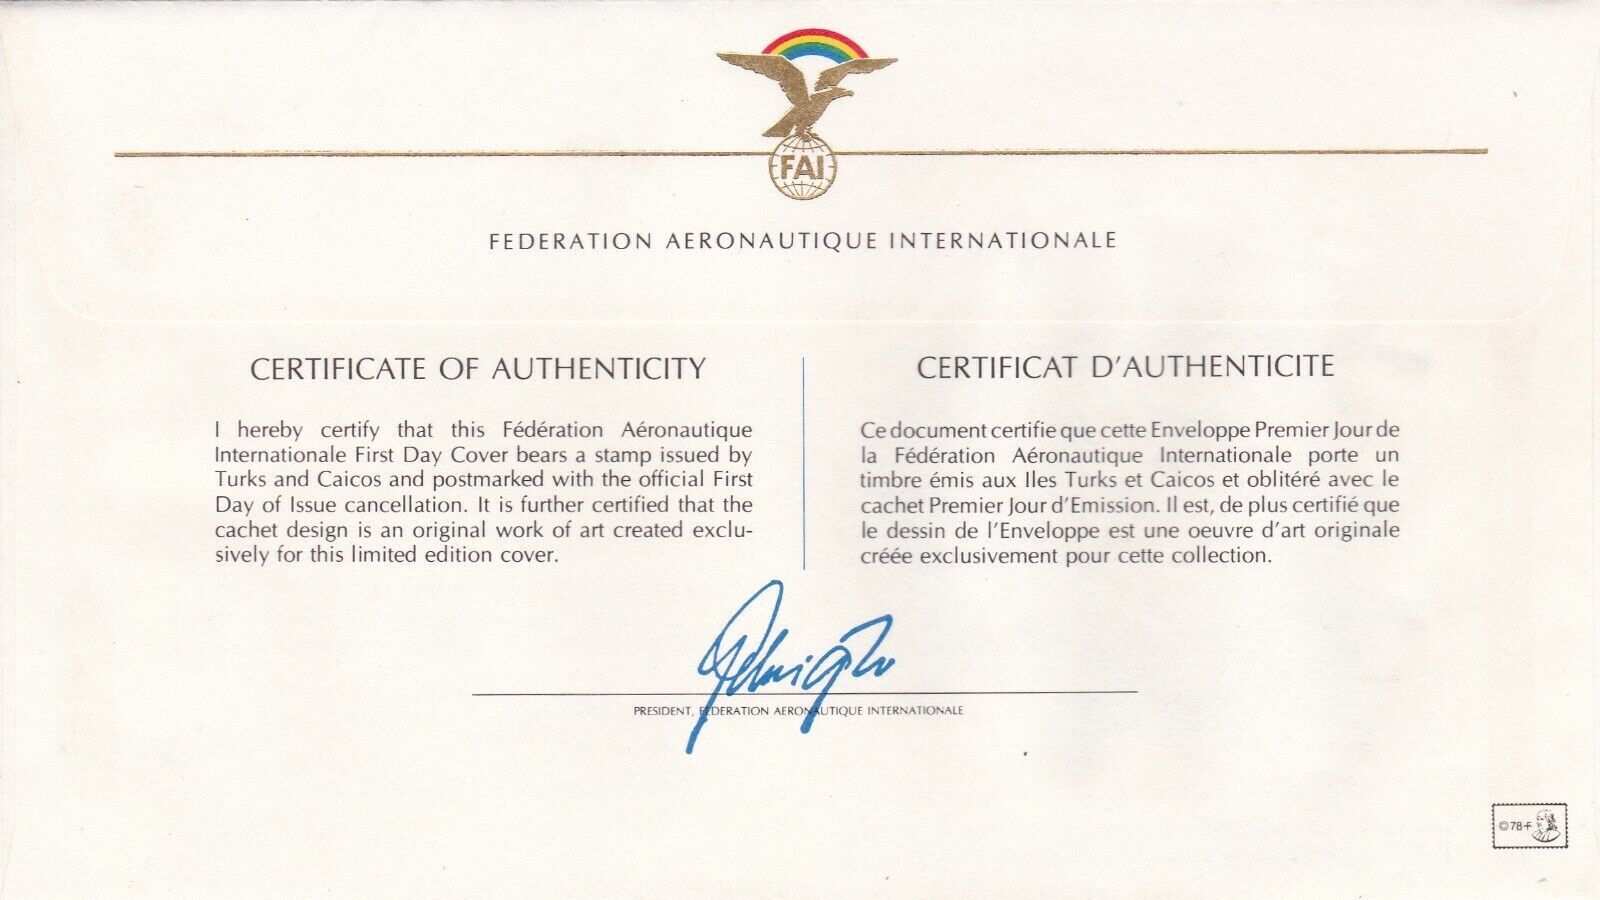 FAI
FEDERATION AERONAUTIQUE INTERNATIONALE
CERTIFICATE OF AUTHENTICITY
I hereby certify that this Fédération Aéronautique
Internationale First Day Cover bears a stamp issued by
Turks and Caicos and postmarked with the official First
Day of Issue cancellation. It is further certified that the
cachet design is an original work of art created exclu-
sively for this limited edition cover.
CERTIFICAT D'AUTHENTICITE
Ce document certifie que cette Enveloppe Premier Jour de
la Fédération Aéronautique Internationale porte un
timbre émis aux Iles Turks et Caicos et oblitéré avec le
cachet Premier Jour d'Emission. Il est, de plus certifié que
le dessin de l'Enveloppe est une oeuvre d'art originale
créée exclusivement pour cette collection.
PRESIDENT, FEDERATION AERONAUTIQUE INTERNATIONALE
©78